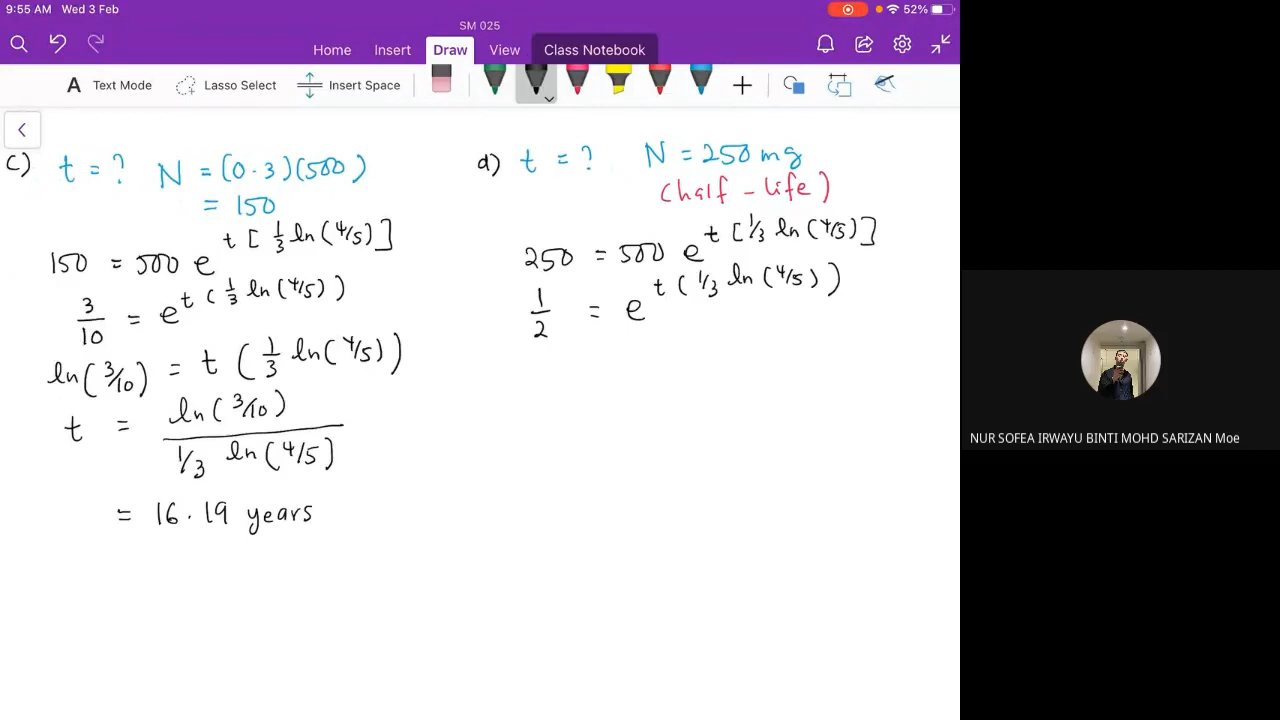 9:55 AM Wed 3 Feb
52%
SM 025
Home Insert Draw View Class Notebook
A Text Mode Lasso Select Insert Space
c) t = ? N = (0.3)(500)
= 150
150 = 500 e^t [1/3 ln(4/5)]
3/10 = e^t (1/3 ln(4/5))
ln(3/10) = t (1/3 ln(4/5))
t = ln(3/10) / 1/3 ln(4/5)
= 16.19 years
d) t = ? N = 250 mg
(half-life)
250 = 500 e^t [1/3 ln(4/5)]
1/2 = e^t (1/3 ln(4/5))
NUR SOFEA IRWAYU BINTI MOHD SARIZAN Moe